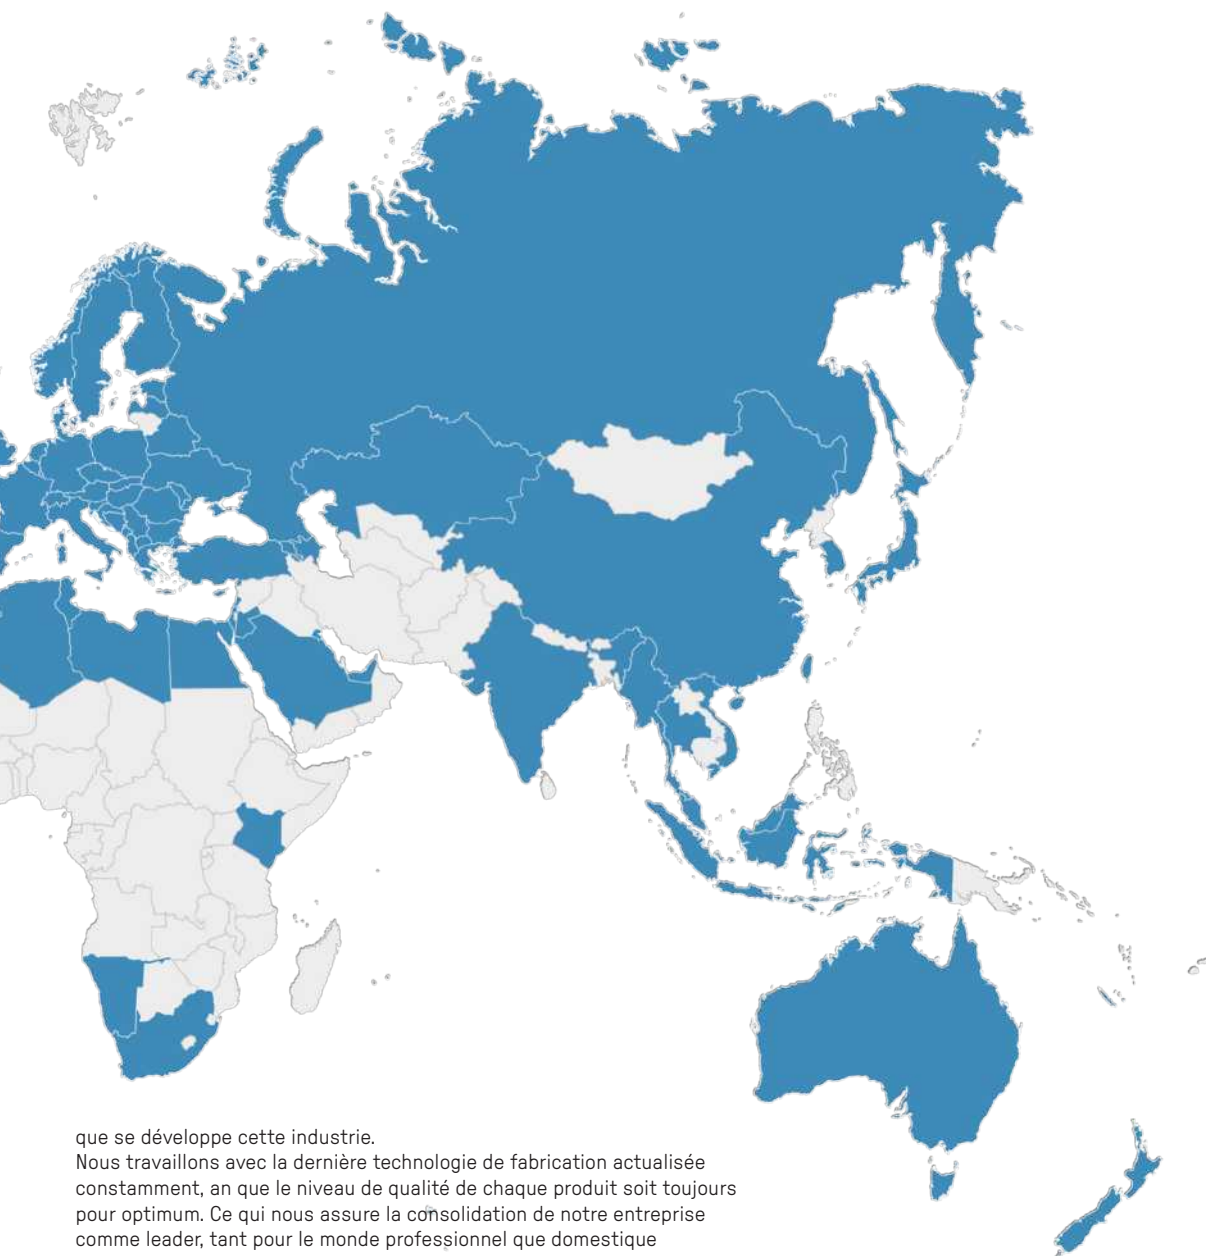 que se développe cette industrie.
Nous travaillons avec la dernière technologie de fabrication actualisée
constamment, an que le niveau de qualité de chaque produit soit toujours
pour optimum. Ce qui nous assure la consolidation de notre entreprise
comme leader, tant pour le monde professionnel que domestique